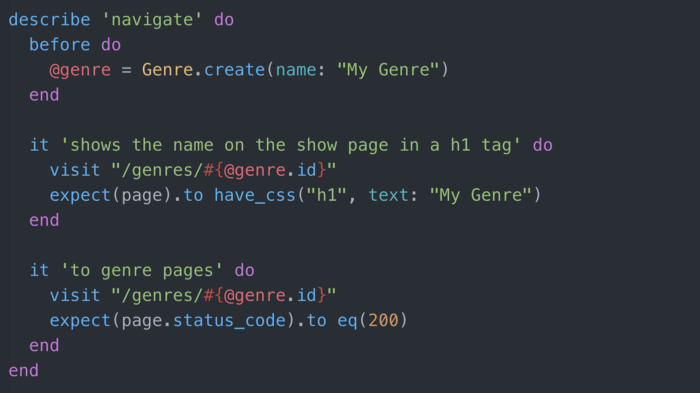 describe 'navigate' do
  before do
    @genre = Genre.create(name: "My Genre")
  end

  it 'shows the name on the show page in a h1 tag' do
    visit "/genres/#{@genre.id}"
    expect(page).to have_css("h1", text: "My Genre")
  end

  it 'to genre pages' do
    visit "/genres/#{@genre.id}"
    expect(page.status_code).to eq(200)
  end
end